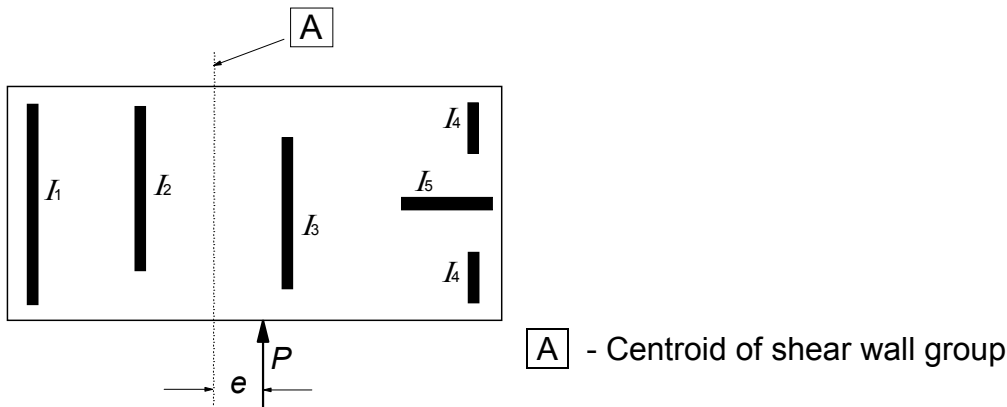 A
I4
I5
I1
I2
I3
I4
P
e
A - Centroid of shear wall group